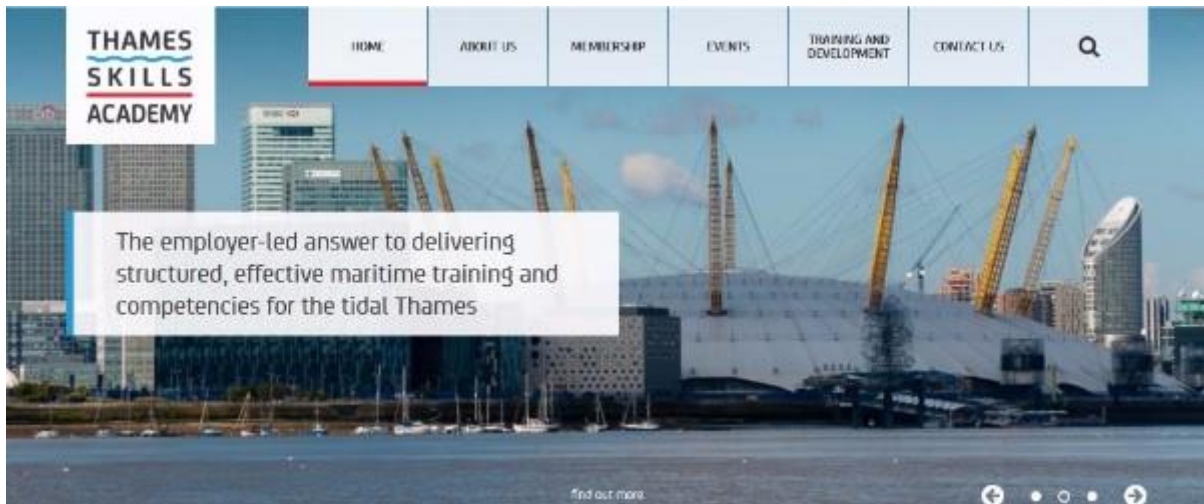 THAMES
SKILLS
ACADEMY
HOME
ABOUT US
MEMBERSHIP
EVENTS
TRAINING AND
DEVELOPMENT
CONTACT US
The employer-led answer to delivering
structured, effective maritime training and
competencies for the tidal Thames
find out more